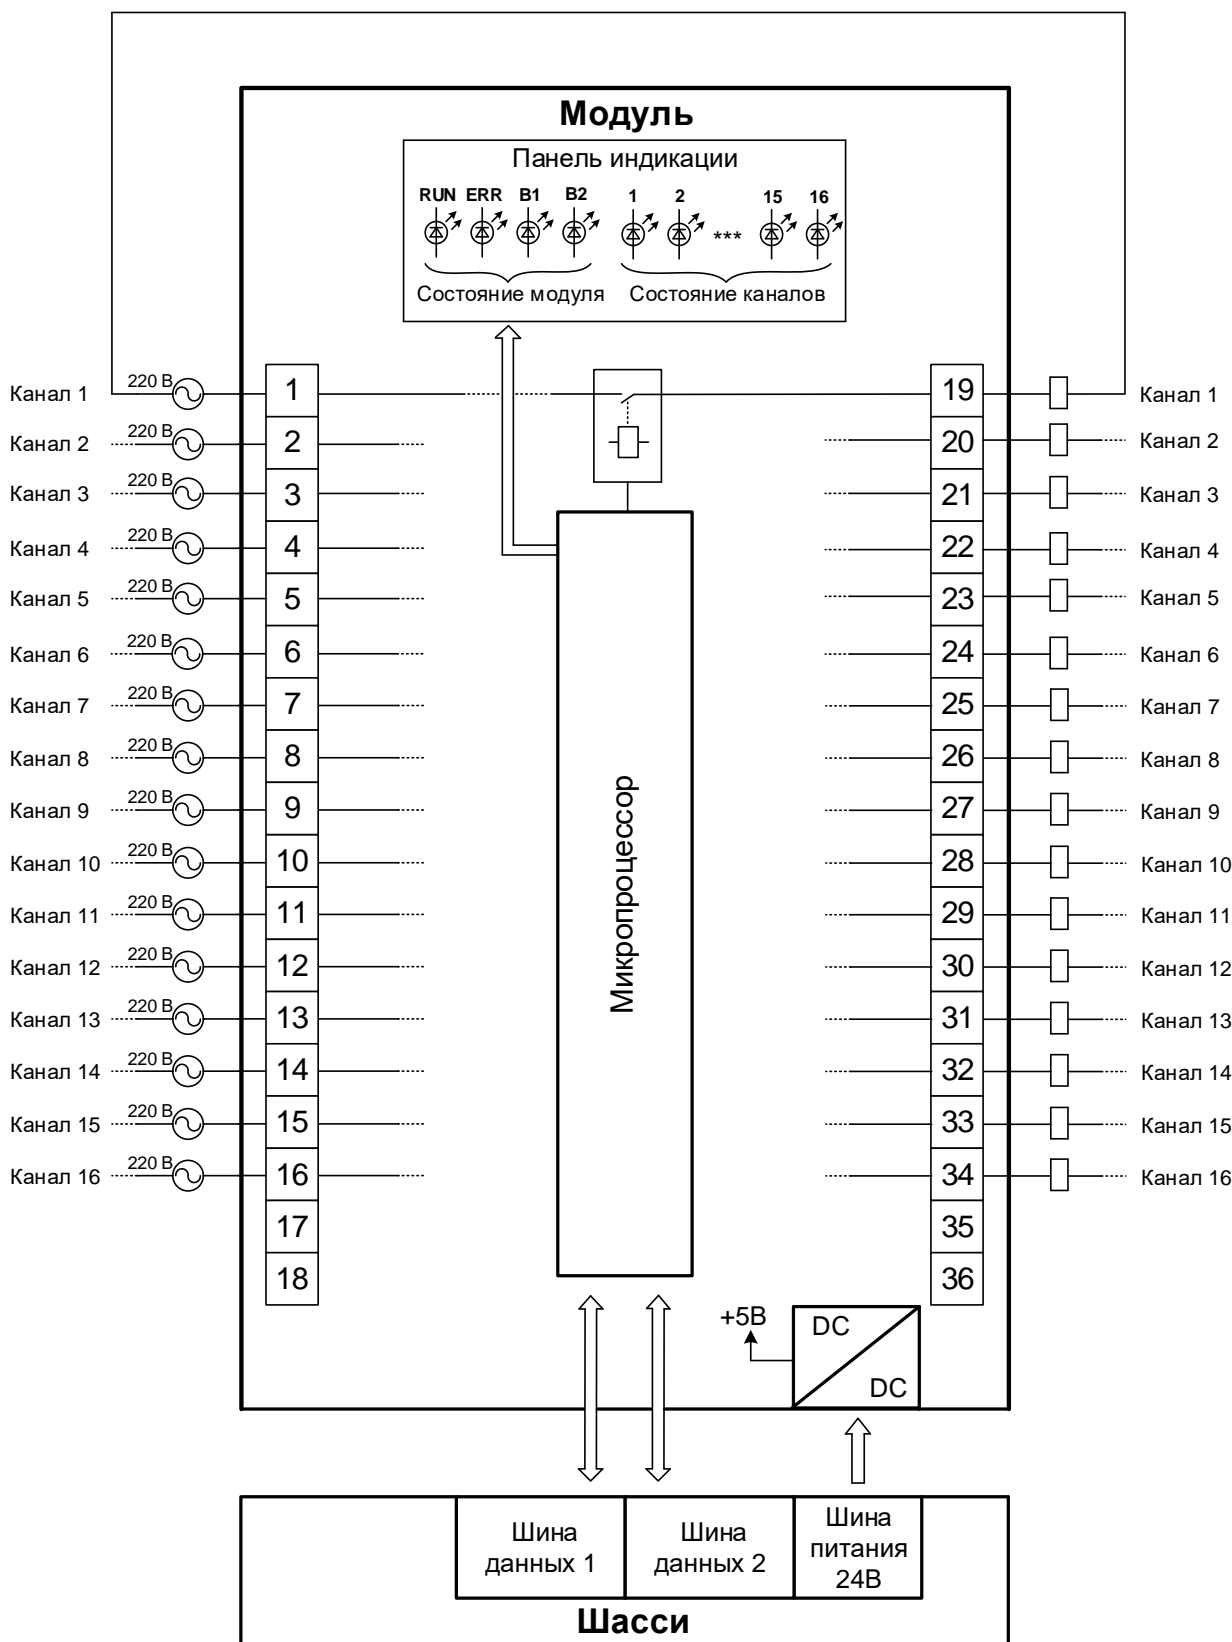 Модуль
Панель индикации
RUN ERR B1 B2 1 2 15 16
***
Состояние модуля Состояние каналов
Канал 1 220 В 1 19 Канал 1
Канал 2 220 В 2 20 Канал 2
Канал 3 220 В 3 21 Канал 3
Канал 4 220 В 4 22 Канал 4
Канал 5 220 В 5 23 Канал 5
Канал 6 220 В 6 24 Канал 6
Канал 7 220 В 7 25 Канал 7
Канал 8 220 В 8 26 Канал 8
Канал 9 220 В 9 27 Канал 9
Канал 10 220 В 10 28 Канал 10
Канал 11 220 В 11 29 Канал 11
Канал 12 220 В 12 30 Канал 12
Канал 13 220 В 13 31 Канал 13
Канал 14 220 В 14 32 Канал 14
Канал 15 220 В 15 33 Канал 15
Канал 16 220 В 16 34 Канал 16
17 35
18 36
Микропроцессор
+5В
DC
DC
Шина
данных 1
Шина
данных 2
Шина
питания
24В
Шасси